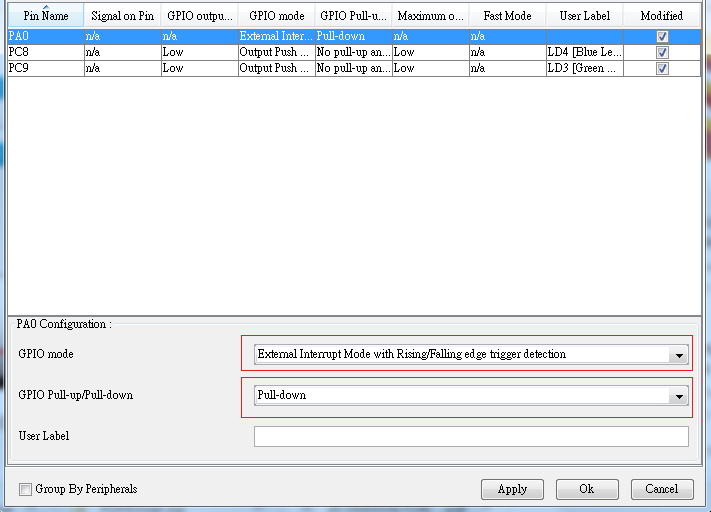 Pin Name Signal on Pin GPIO outpu... GPIO mode GPIO Pull-u... Maximum o... Fast Mode User Label Modified
PA0 n/a n/a External Inter... Pull-down n/a n/a
PC8 n/a Low Output Push ... No pull-up an... Low n/a LD4 [Blue Le...
PC9 n/a Low Output Push ... No pull-up an... Low n/a LD3 [Green ...
PA0 Configuration :
GPIO mode External Interrupt Mode with Rising/Falling edge trigger detection
GPIO Pull-up/Pull-down Pull-down
User Label
Group By Peripherals Apply Ok Cancel